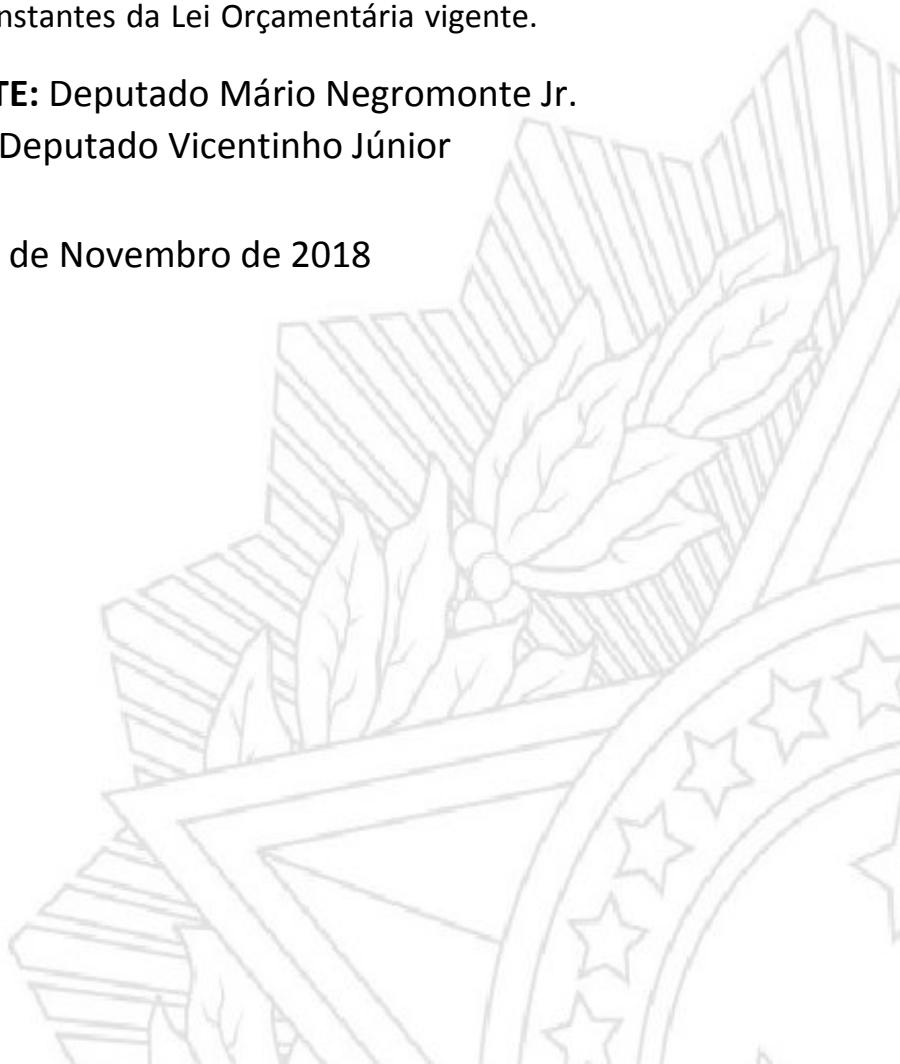 nstantes da Lei Orçamentária vigente.
TE: Deputado Mário Negromonte Jr.
Deputado Vicentinho Júnior
de Novembro de 2018